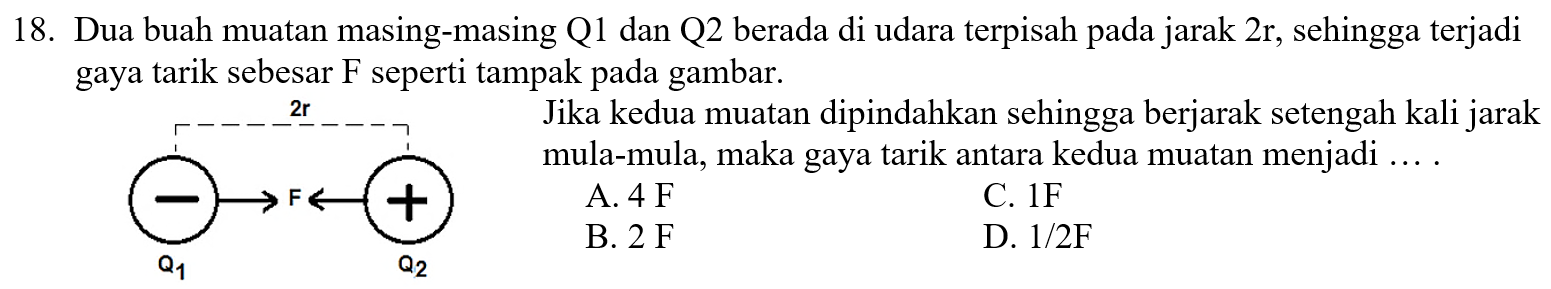 18. Dua buah muatan masing-masing Q1 dan Q2 berada di udara terpisah pada jarak 2r, sehingga terjadi
gaya tarik sebesar F seperti tampak pada gambar.
2r
F
Q1
Q2
Jika kedua muatan dipindahkan sehingga berjarak setengah kali jarak
mula-mula, maka gaya tarik antara kedua muatan menjadi … .
A. 4 F
C. 1F
B. 2 F
D. 1/2F